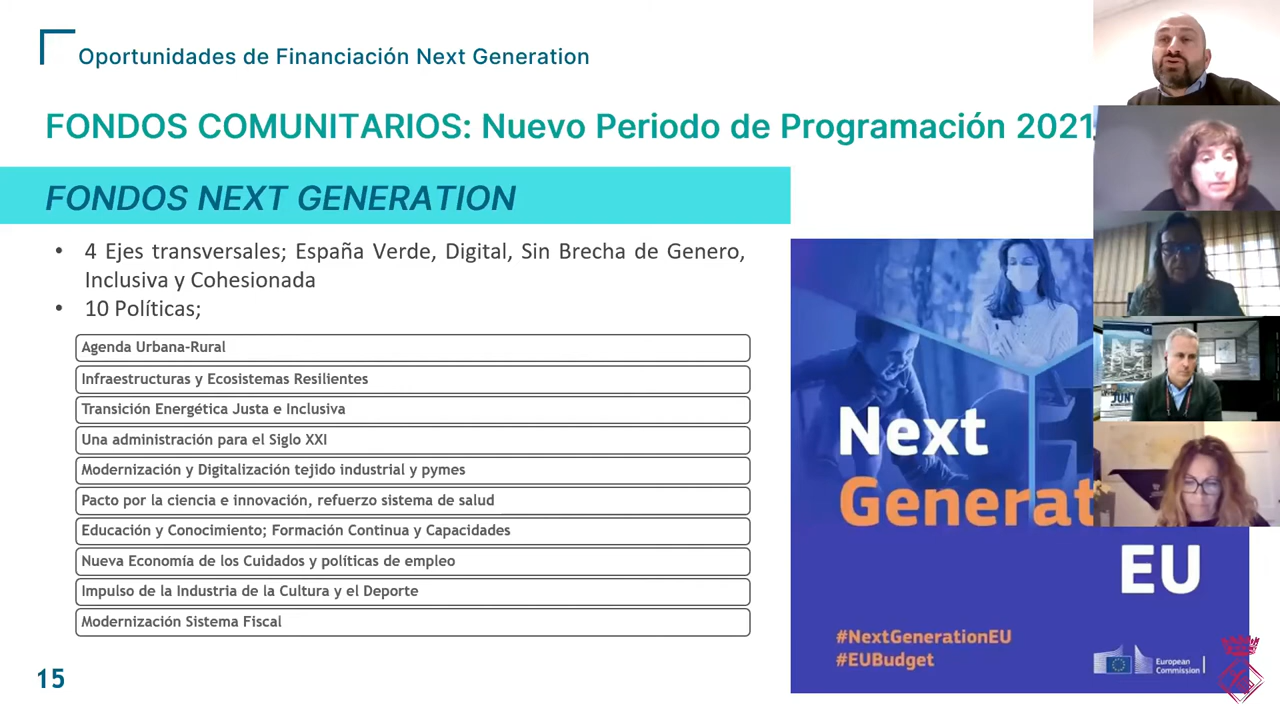 Oportunidades de Financiación Next Generation
FONDOS COMUNITARIOS: Nuevo Periodo de Programación 2021
FONDOS NEXT GENERATION
• 4 Ejes transversales; España Verde, Digital, Sin Brecha de Genero,
Inclusiva y Cohesionada
• 10 Políticas;
Agenda Urbana-Rural
Infraestructuras y Ecosistemas Resilientes
Transición Energética Justa e Inclusiva
Una administración para el Siglo XXI
Modernización y Digitalización tejido industrial y pymes
Pacto por la ciencia e innovación, refuerzo sistema de salud
Educación y Conocimiento; Formación Continua y Capacidades
Nueva Economía de los Cuidados y políticas de empleo
Impulso de la Industria de la Cultura y el Deporte
Modernización Sistema Fiscal
15
Next
Generat
EU
#NextGenerationEU
#EUBudget
European
Commission